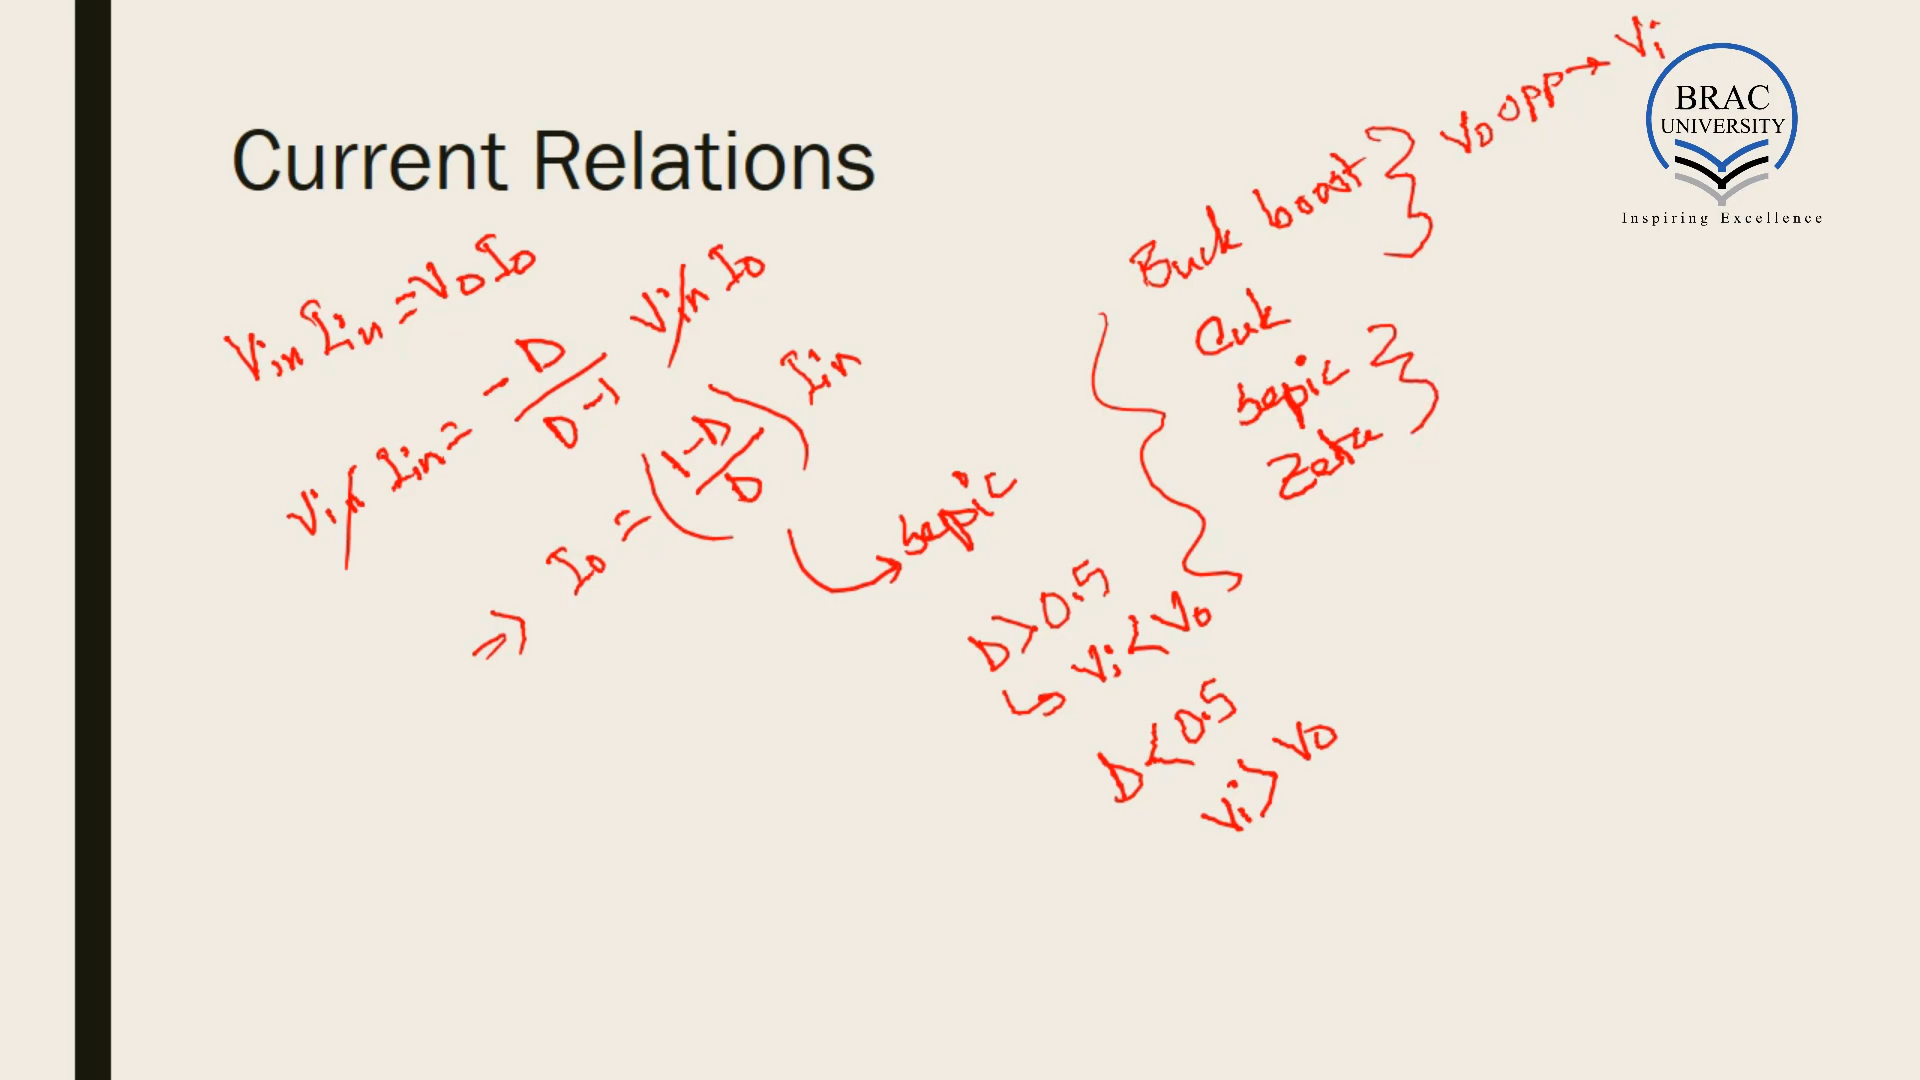 Current Relations
BRAC
UNIVERSITY
Inspiring Excellence
Vin Iin = Vo Io
Vin Iin = - D/D-1 Vin Io
⇒ Io = (1-D/D) Iin
→ sepic
Buck boost } Vo opp → Vi
Cuk
sepic
Zeta }
D > 0.5
↳ Vi < Vo
D < 0.5
Vi > Vo